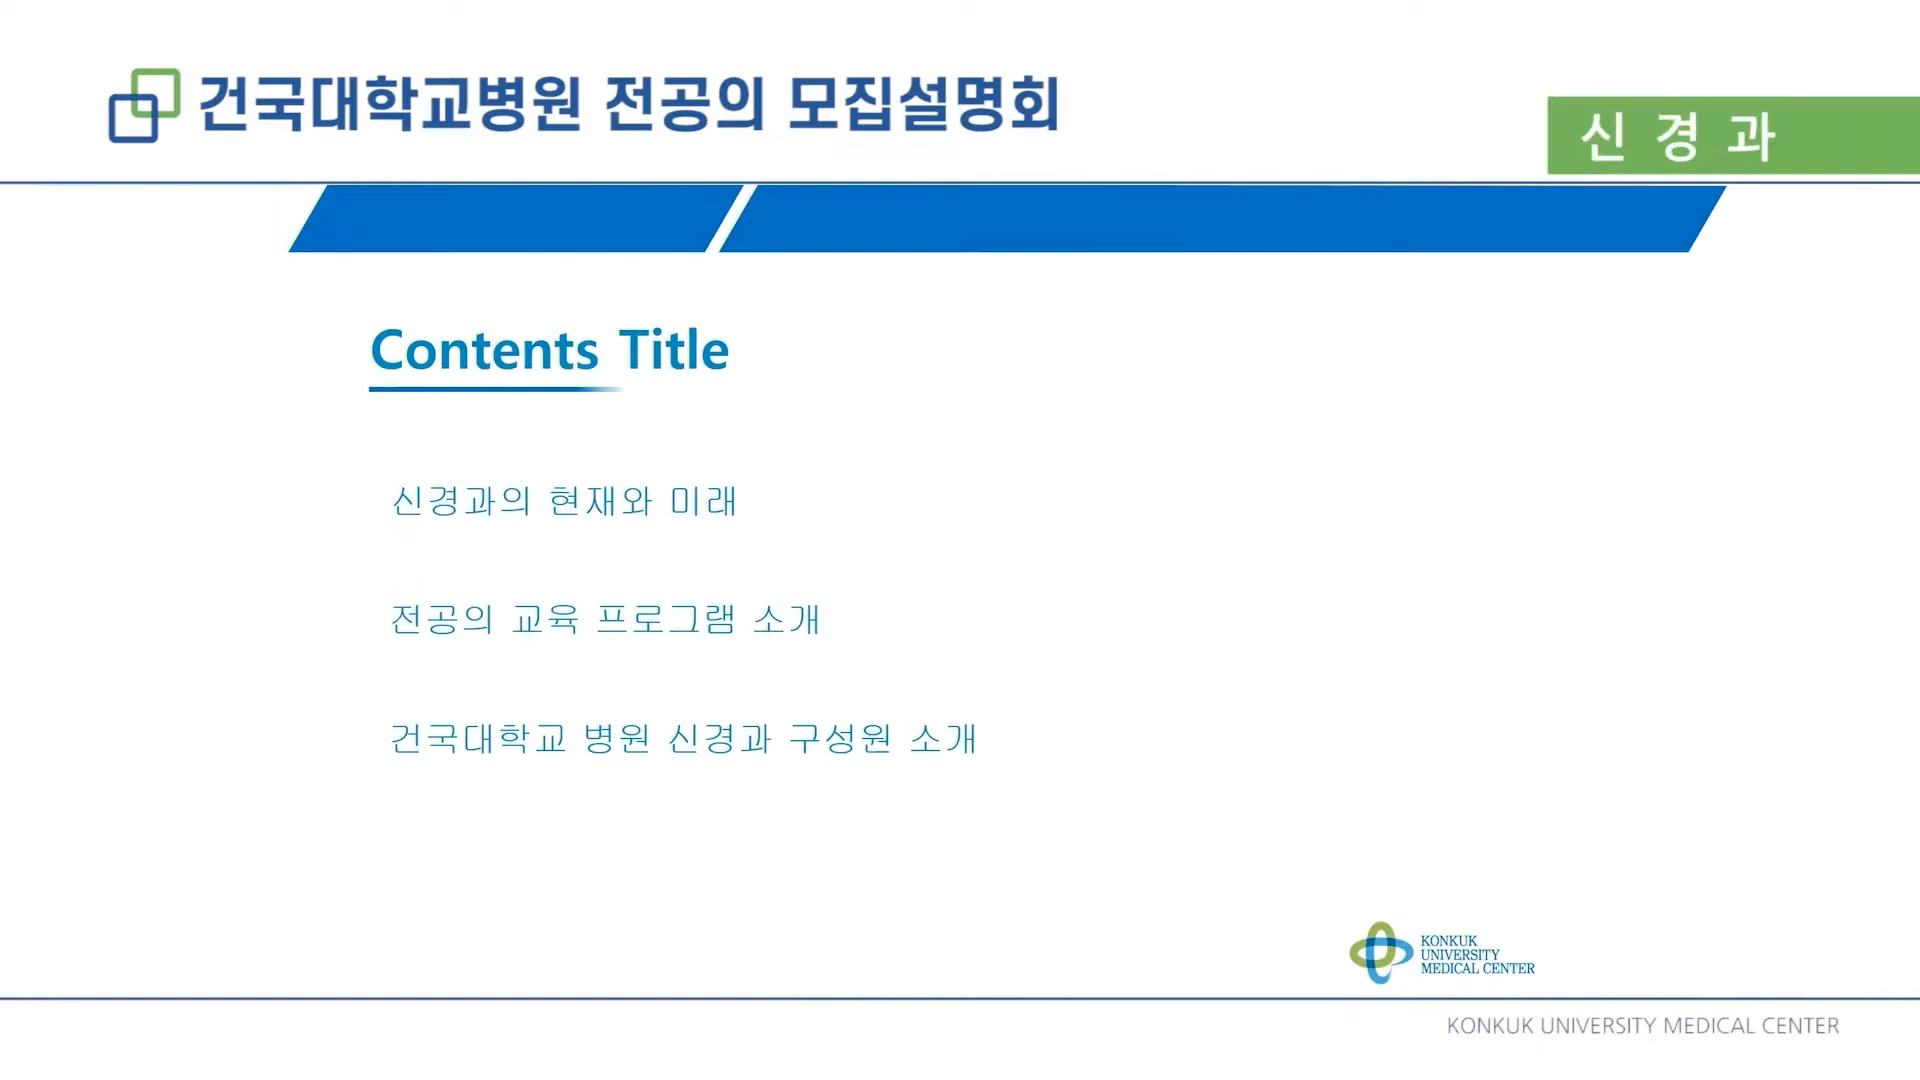 건국대학교병원 전공의 모집설명회
신 경 과
Contents Title
신경과의 현재와 미래
전공의 교육 프로그램 소개
건국대학교 병원 신경과 구성원 소개
KONKUK
UNIVERSITY
MEDICAL CENTER
KONKUK UNIVERSITY MEDICAL CENTER